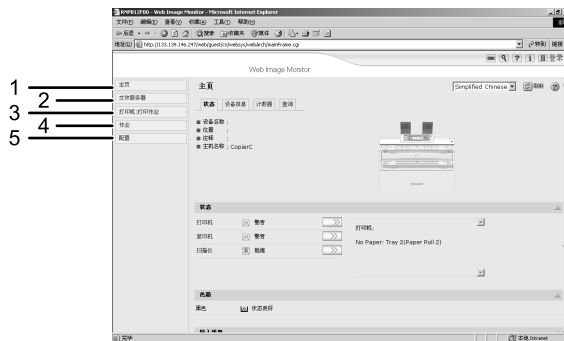 RNPB12F00 - Web Image Monitor - Microsoft Internet Explorer
文件(F) 编辑(E) 查看(V) 收藏(A) 工具(T) 帮助(H)
后退 搜索 收藏夹 媒体
地址(D) http://133.139.146.247/web/guest/cn/websys/webArch/mainFrame.cgi 转到 链接
登录
Web Image Monitor
1 主页
2 文件服务器
3 打印机:打印作业
4 作业
5 配置
主页
Simplified Chinese 刷新
状态 设备信息 计数器 查询
设备名称 :
位置 :
注释 :
主机名称 : CopierC
状态
打印机 警告
复印机 警告
扫描仪 就绪
打印机:
No Paper: Tray 2(Paper Roll 2)
色粉
黑色 状态良好
完毕
本地 Intranet